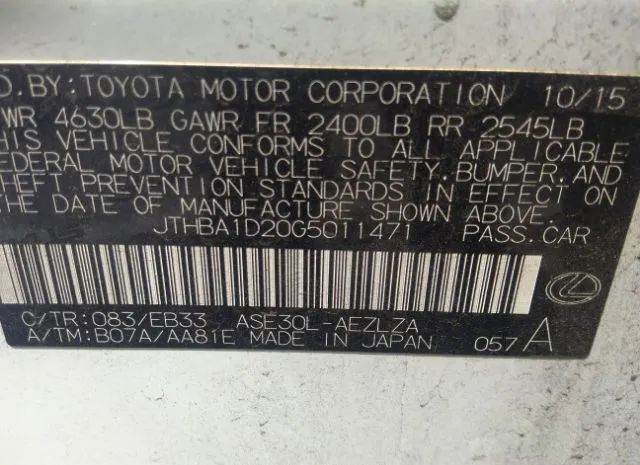 D.BY:TOYOTA MOTOR CORPORATION 10/15
WR 4630LB GAWR FR 2400LB RR 2545LB
HIS VEHICLE CONFORMS TO ALL APPLICABLE
EDERAL MOTOR VEHICLE SAFETY,BUMPER,AND
HEFT PREVENTION STANDARDS IN EFFECT ON
THE DATE OF MANUFACTURE SHOWN ABOVE.
JTHBA1D20G5011471 PASS.CAR
C/TR:083/EB33 ASE30L-AEZLZA
A/TM:B07A/AA81E MADE IN JAPAN 057A